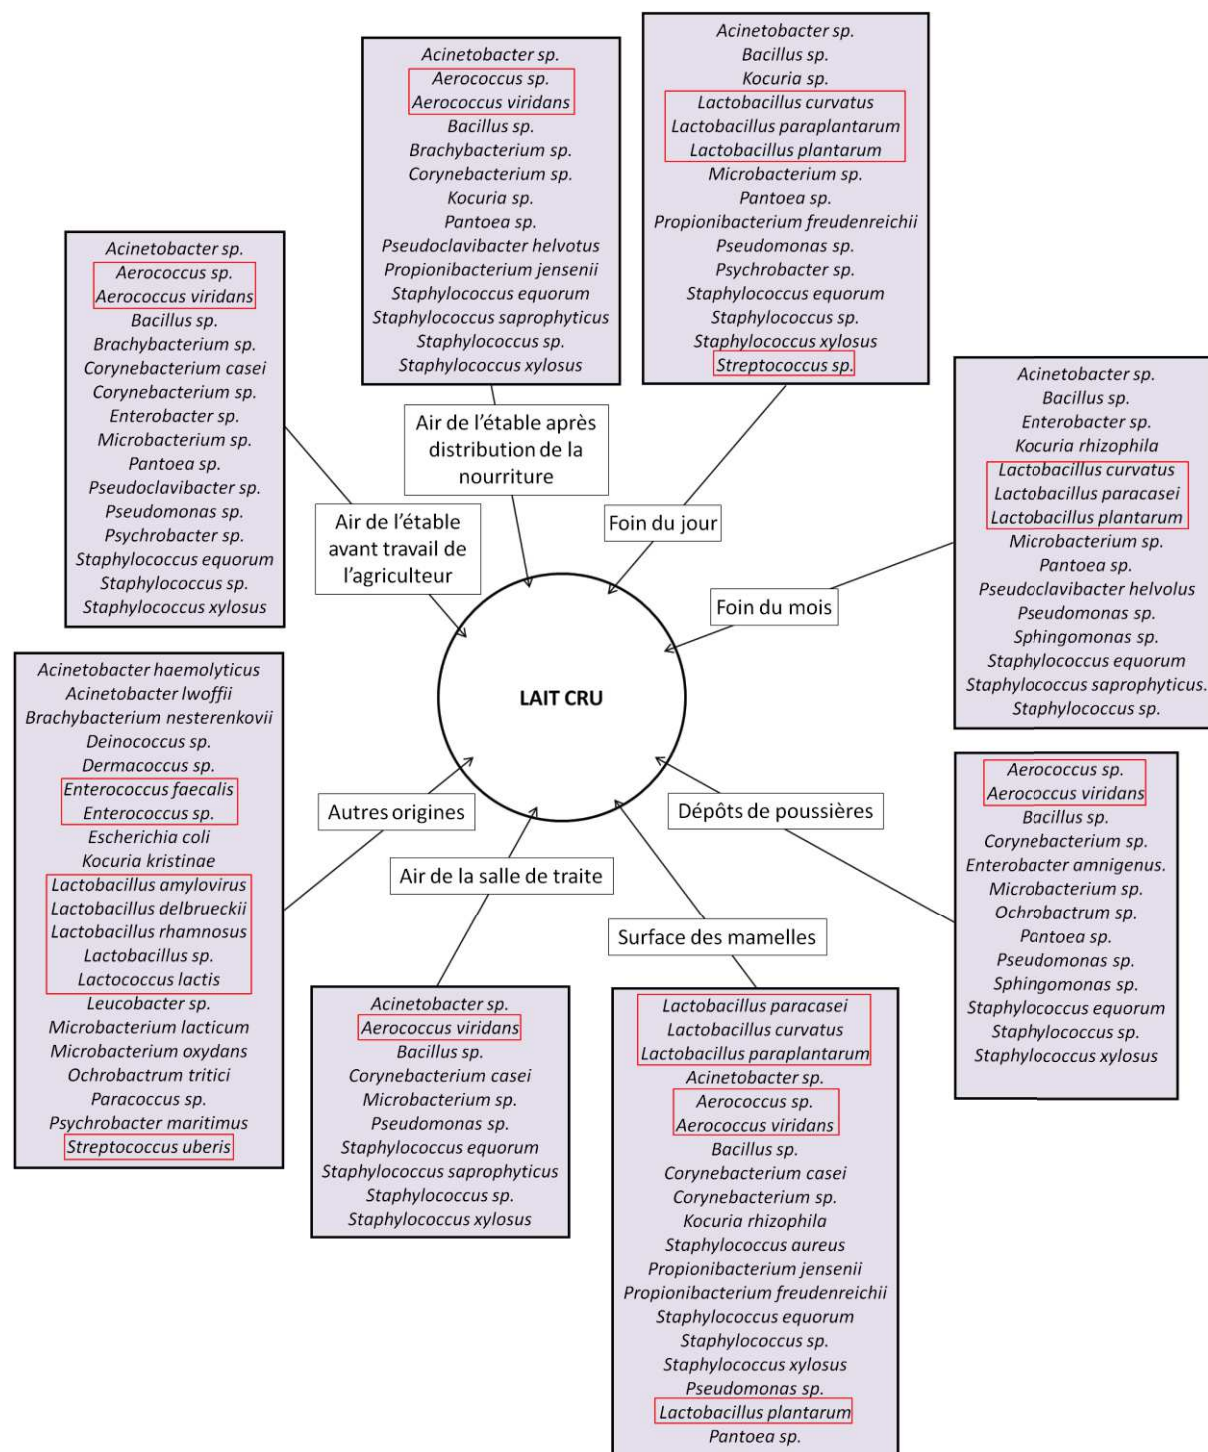 Acinetobacter sp.
Aerococcus sp.
Aerococcus viridans
Bacillus sp.
Brachybacterium sp.
Corynebacterium sp.
Kocuria sp.
Pantoea sp.
Pseudoclavibacter helvotus
Propionibacterium jensenii
Staphylococcus equorum
Staphylococcus saprophyticus
Staphylococcus sp.
Staphylococcus xylosus
Acinetobacter sp.
Bacillus sp.
Kocuria sp.
Lactobacillus curvatus
Lactobacillus paraplantarum
Lactobacillus plantarum
Microbacterium sp.
Pantoea sp.
Propionibacterium freudenreichii
Pseudomonas sp.
Psychrobacter sp.
Staphylococcus equorum
Staphylococcus sp.
Staphylococcus xylosus
Streptococcus sp.
Acinetobacter sp.
Aerococcus sp.
Aerococcus viridans
Bacillus sp.
Brachybacterium sp.
Corynebacterium casei
Corynebacterium sp.
Enterobacter sp.
Microbacterium sp.
Pantoea sp.
Pseudoclavibacter sp.
Pseudomonas sp.
Psychrobacter sp.
Staphylococcus equorum
Staphylococcus sp.
Staphylococcus xylosus
Acinetobacter sp.
Bacillus sp.
Enterobacter sp.
Kocuria rhizophila
Lactobacillus curvatus
Lactobacillus paracasei
Lactobacillus plantarum
Microbacterium sp.
Pantoea sp.
Pseudoclavibacter helvolus
Pseudomonas sp.
Sphingomonas sp.
Staphylococcus equorum
Staphylococcus saprophyticus.
Staphylococcus sp.
Air de l'étable après
distribution de la
nourriture
Air de l'étable
avant travail de
l'agriculteur
Foin du jour
Foin du mois
LAIT CRU
Autres origines
Air de la salle de traite
Dépôts de poussières
Surface des mamelles
Acinetobacter haemolyticus
Acinetobacter lwoffii
Brachybacterium nesterenkovii
Deinococcus sp.
Dermacoccus sp.
Enterococcus faecalis
Enterococcus sp.
Escherichia coli
Kocuria kristinae
Lactobacillus amylovirus
Lactobacillus delbrueckii
Lactobacillus rhamnosus
Lactobacillus sp.
Lactococcus lactis
Leucobacter sp.
Microbacterium lacticum
Microbacterium oxydans
Ochrobactrum tritici
Paracoccus sp.
Psychrobacter maritimus
Streptococcus uberis
Acinetobacter sp.
Aerococcus viridans
Bacillus sp.
Corynebacterium casei
Microbacterium sp.
Pseudomonas sp.
Staphylococcus equorum
Staphylococcus saprophyticus
Staphylococcus sp.
Staphylococcus xylosus
Lactobacillus paracasei
Lactobacillus curvatus
Lactobacillus paraplantarum
Acinetobacter sp.
Aerococcus sp.
Aerococcus viridans
Bacillus sp.
Corynebacterium casei
Corynebacterium sp.
Kocuria rhizophila
Staphylococcus aureus
Propionibacterium jensenii
Propionibacterium freudenreichii
Staphylococcus equorum
Staphylococcus sp.
Staphylococcus xylosus
Pseudomonas sp.
Lactobacillus plantarum
Pantoea sp.
Aerococcus sp.
Aerococcus viridans
Bacillus sp.
Corynebacterium sp.
Enterobacter amnigenus.
Microbacterium sp.
Ochrobactrum sp.
Pantoea sp.
Pseudomonas sp.
Sphingomonas sp.
Staphylococcus equorum
Staphylococcus sp.
Staphylococcus xylosus